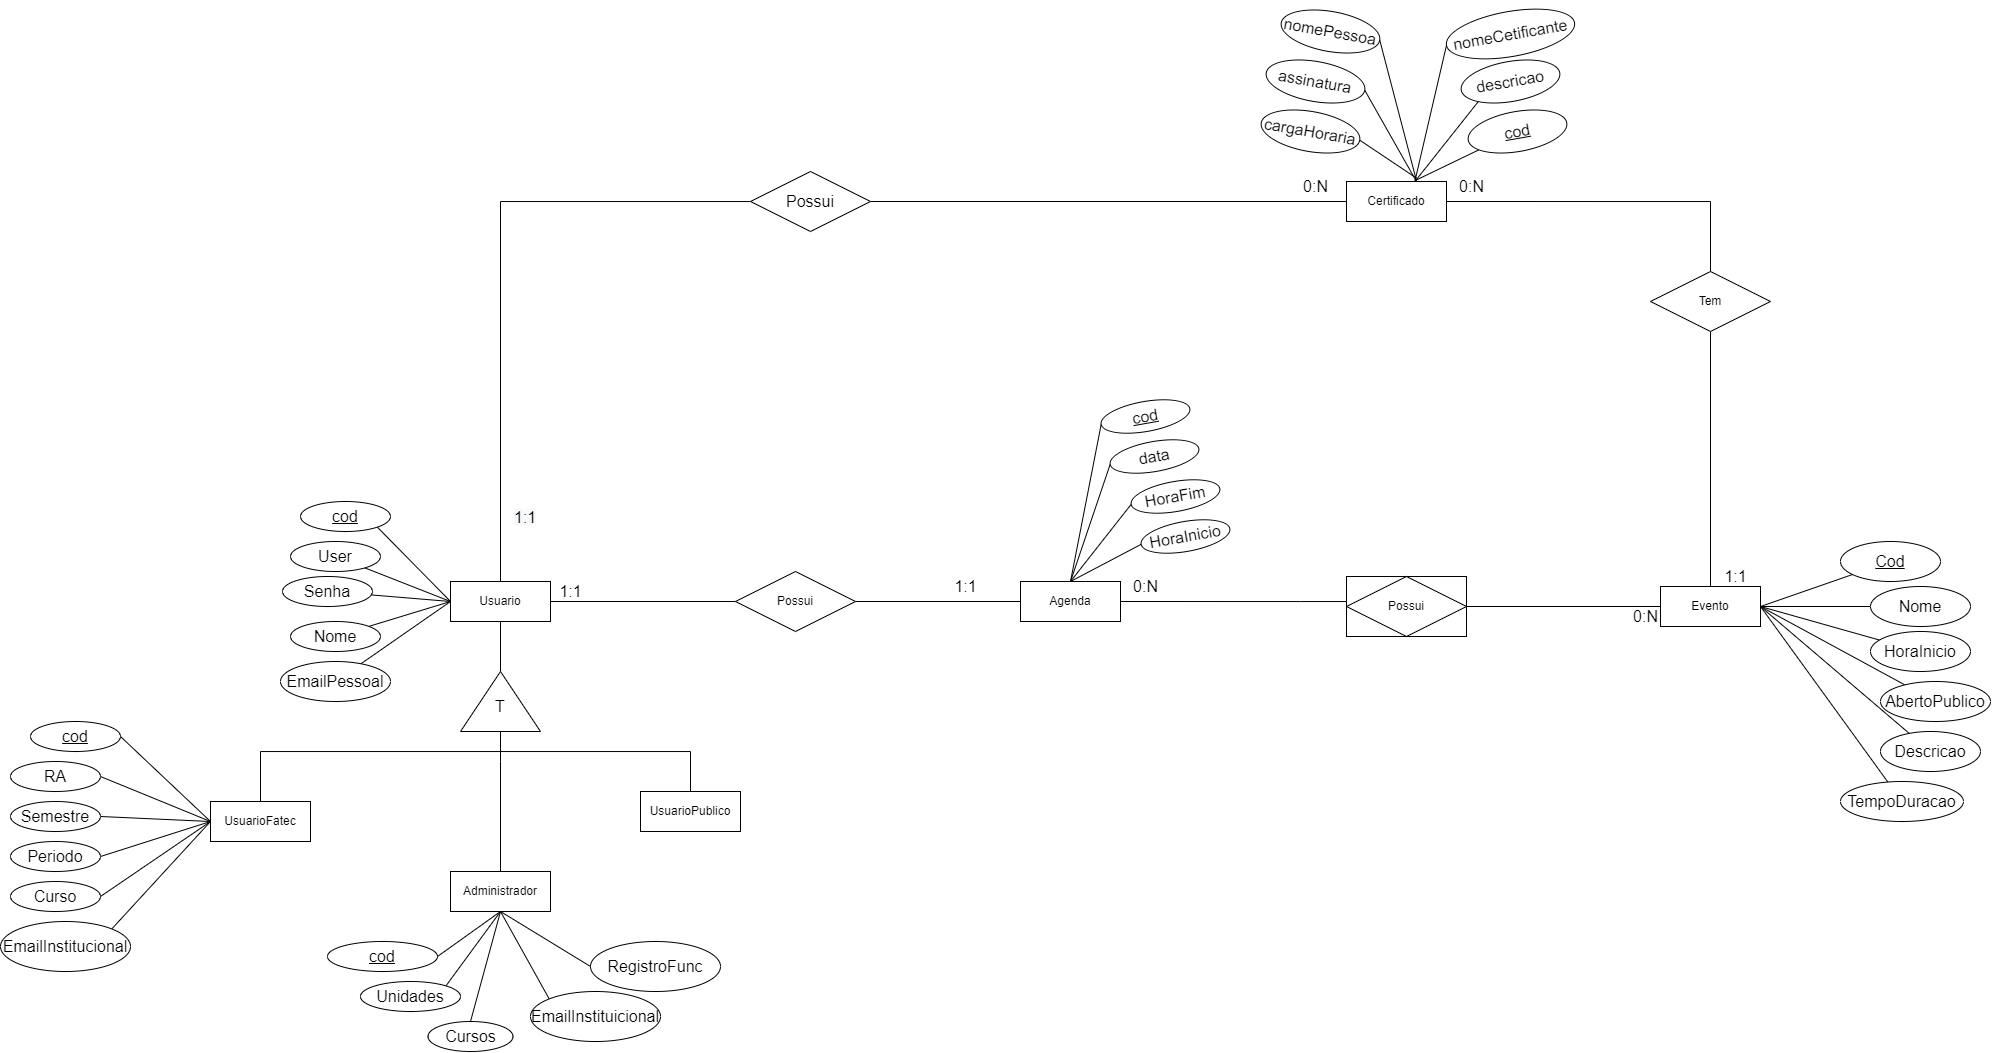 nomePessoa
nomeCetificante
assinatura
descricao
cargaHoraria
cod
Possui
0:N
Certificado
0:N
Tem
cod
data
HoraFim
HoraInicio
cod
User
Senha
Nome
EmailPessoal
1:1
Usuario
1:1
Possui
1:1
Agenda
0:N
Possui
0:N
1:1
Evento
Cod
Nome
HoraInicio
AbertoPublico
Descricao
TempoDuracao
T
cod
RA
Semestre
Periodo
Curso
EmailInstitucional
UsuarioFatec
UsuarioPublico
Administrador
cod
Unidades
Cursos
EmailInstituicional
RegistroFunc